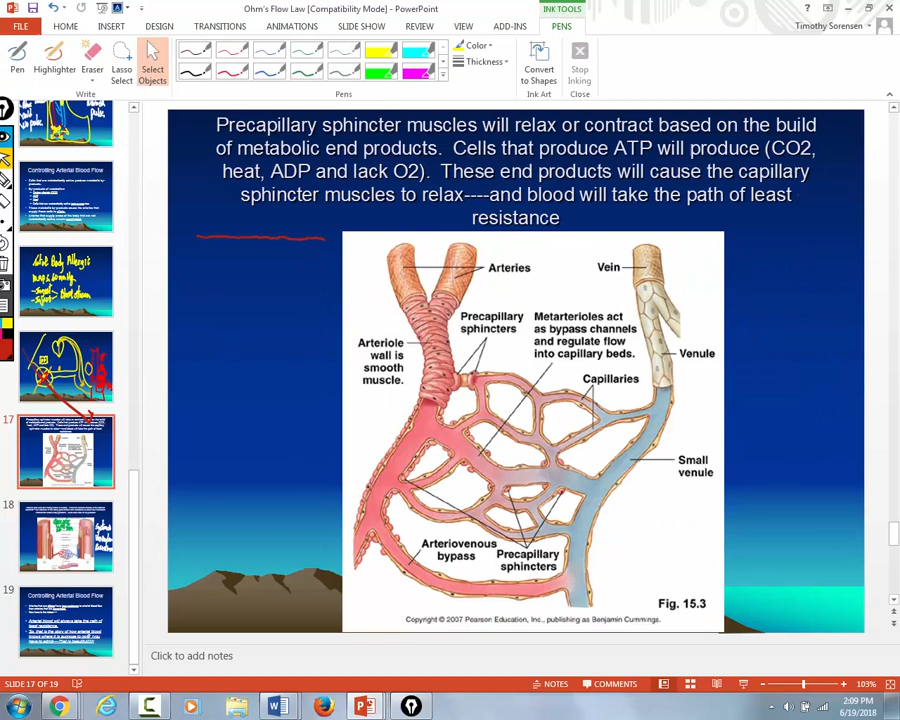 Ohm's Flow Law [Compatibility Mode] - PowerPoint
INK TOOLS
FILE
HOME
INSERT
DESIGN
TRANSITIONS
ANIMATIONS
SLIDE SHOW
REVIEW
VIEW
ADD-INS
PENS
Timothy Sorensen
Pen
Highlighter
Eraser
Lasso Select
Select Objects
Write
Pens
Color
Thickness
Convert to Shapes
Ink Art
Stop Inking
Close
Controlling Arterial Blood Flow
Total Body Allergic
17
18
19
Controlling Arterial Blood Flow
Precapillary sphincter muscles will relax or contract based on the build
of metabolic end products. Cells that produce ATP will produce (CO2,
heat, ADP and lack O2). These end products will cause the capillary
sphincter muscles to relax----and blood will take the path of least
resistance
Arteries
Vein
Precapillary
sphincters
Metarterioles act
as bypass channels
and regulate flow
into capillary beds.
Arteriole
wall is
smooth
muscle.
Venule
Capillaries
Small
venule
Arteriovenous
bypass
Precapillary
sphincters
Fig. 15.3
Copyright © 2007 Pearson Education, Inc., publishing as Benjamin Cummings.
Click to add notes
SLIDE 17 OF 19
NOTES
COMMENTS
103%
2:09 PM
6/19/2018